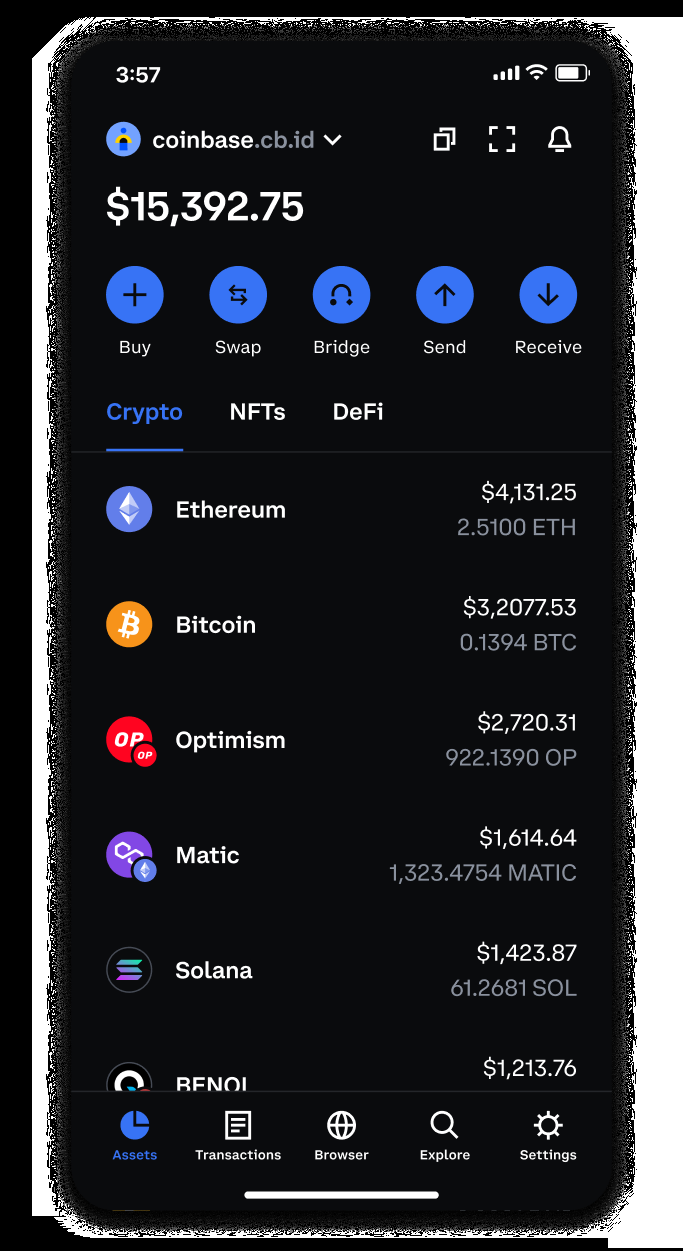 3:57
coinbase.cb.id
$15,392.75
Buy Swap Bridge Send Receive
Crypto NFTs DeFi
Ethereum $4,131.25
2.5100 ETH
Bitcoin $3,2077.53
0.1394 BTC
OP OP Optimism $2,720.31
922.1390 OP
Matic $1,614.64
1,323.4754 MATIC
Solana $1,423.87
61.2681 SOL
$1,213.76
Assets Transactions Browser Explore Settings